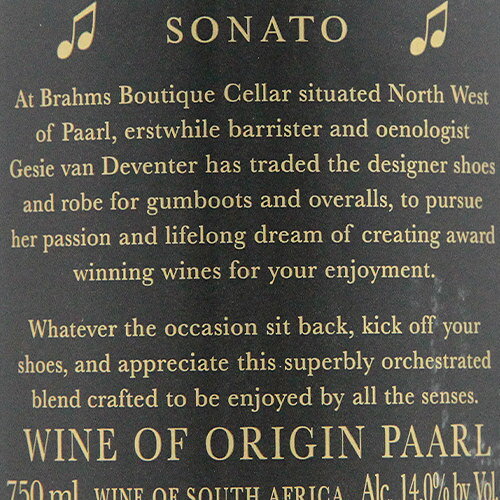 SONATO
At Brahms Boutique Cellar situated North West
of Paarl, erstwhile barrister and oenologist
Gesie van Deventer has traded the designer shoes
and robe for gumboots and overalls, to pursue
her passion and lifelong dream of creating award
winning wines for your enjoyment.
Whatever the occasion sit back, kick off your
shoes, and appreciate this superbly orchestrated
blend crafted to be enjoyed by all the senses.
WINE OF ORIGIN PAARL
750 ml WINE OF SOUTH AFRICA Alc. 14.0% by Vol.